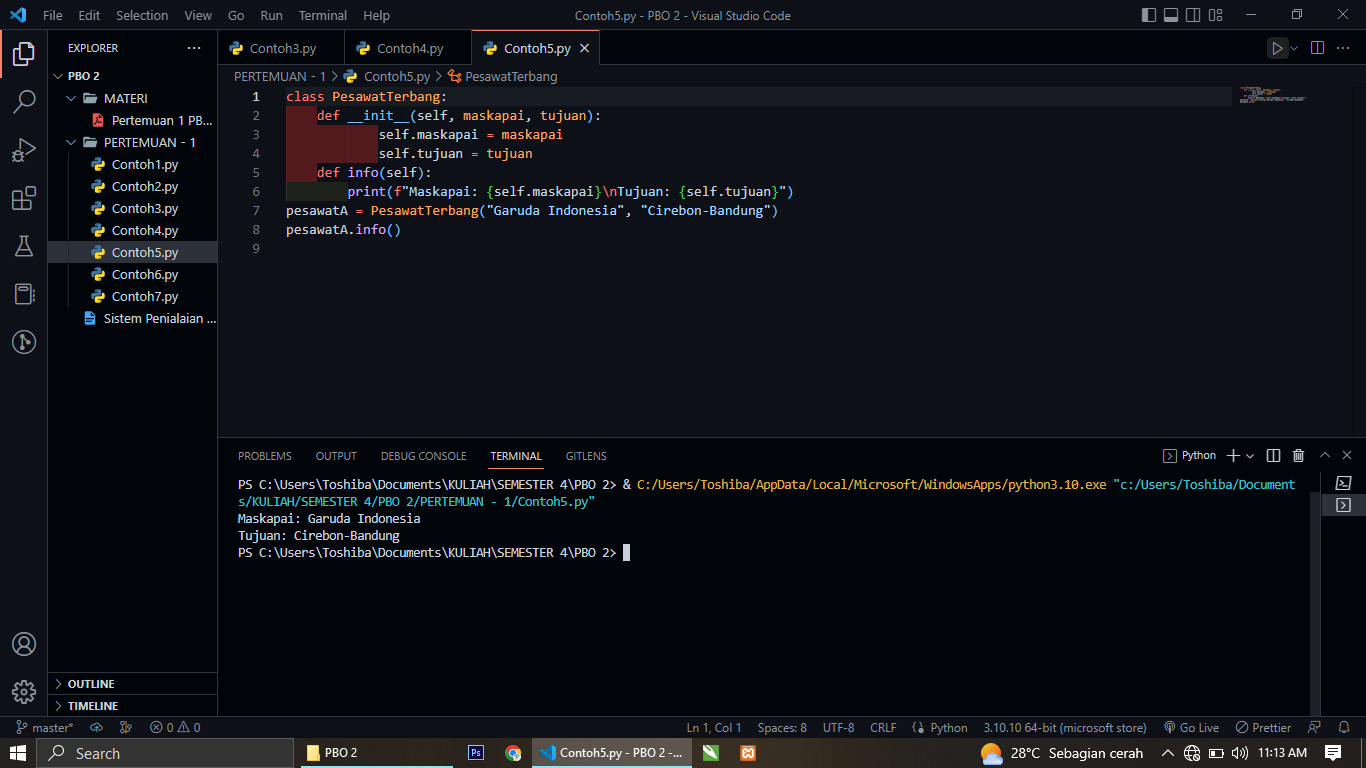 File Edit Selection View Go Run Terminal Help
Contoh5.py - PBO 2 - Visual Studio Code
EXPLORER
PBO 2
MATERI
Pertemuan 1 PB...
PERTEMUAN - 1
Contoh1.py
Contoh2.py
Contoh3.py
Contoh4.py
Contoh5.py
Contoh6.py
Contoh7.py
Sistem Penialaian ...
OUTLINE
TIMELINE
Contoh3.py Contoh4.py Contoh5.py
PERTEMUAN - 1 > Contoh5.py > PesawatTerbang
1 class PesawatTerbang:
2 def __init__(self, maskapai, tujuan):
3 self.maskapai = maskapai
4 self.tujuan = tujuan
5 def info(self):
6 print(f"Maskapai: {self.maskapai}\nTujuan: {self.tujuan}")
7 pesawatA = PesawatTerbang("Garuda Indonesia", "Cirebon-Bandung")
8 pesawatA.info()
9
PROBLEMS OUTPUT DEBUG CONSOLE TERMINAL GITLENS
Python
PS C:\Users\Toshiba\Documents\KULIAH\SEMESTER 4\PBO 2> & C:/Users/Toshiba/AppData/Local/Microsoft/WindowsApps/python3.10.exe "c:/Users/Toshiba/Document
s/KULIAH/SEMESTER 4/PBO 2/PERTEMUAN - 1/Contoh5.py"
Maskapai: Garuda Indonesia
Tujuan: Cirebon-Bandung
PS C:\Users\Toshiba\Documents\KULIAH\SEMESTER 4\PBO 2>
master* 0 0 Ln 1, Col 1 Spaces: 8 UTF-8 CRLF Python 3.10.10 64-bit (microsoft store) Go Live Prettier
Search PBO 2 Ps Contoh5.py - PBO 2 -... 28°C Sebagian cerah 11:13 AM